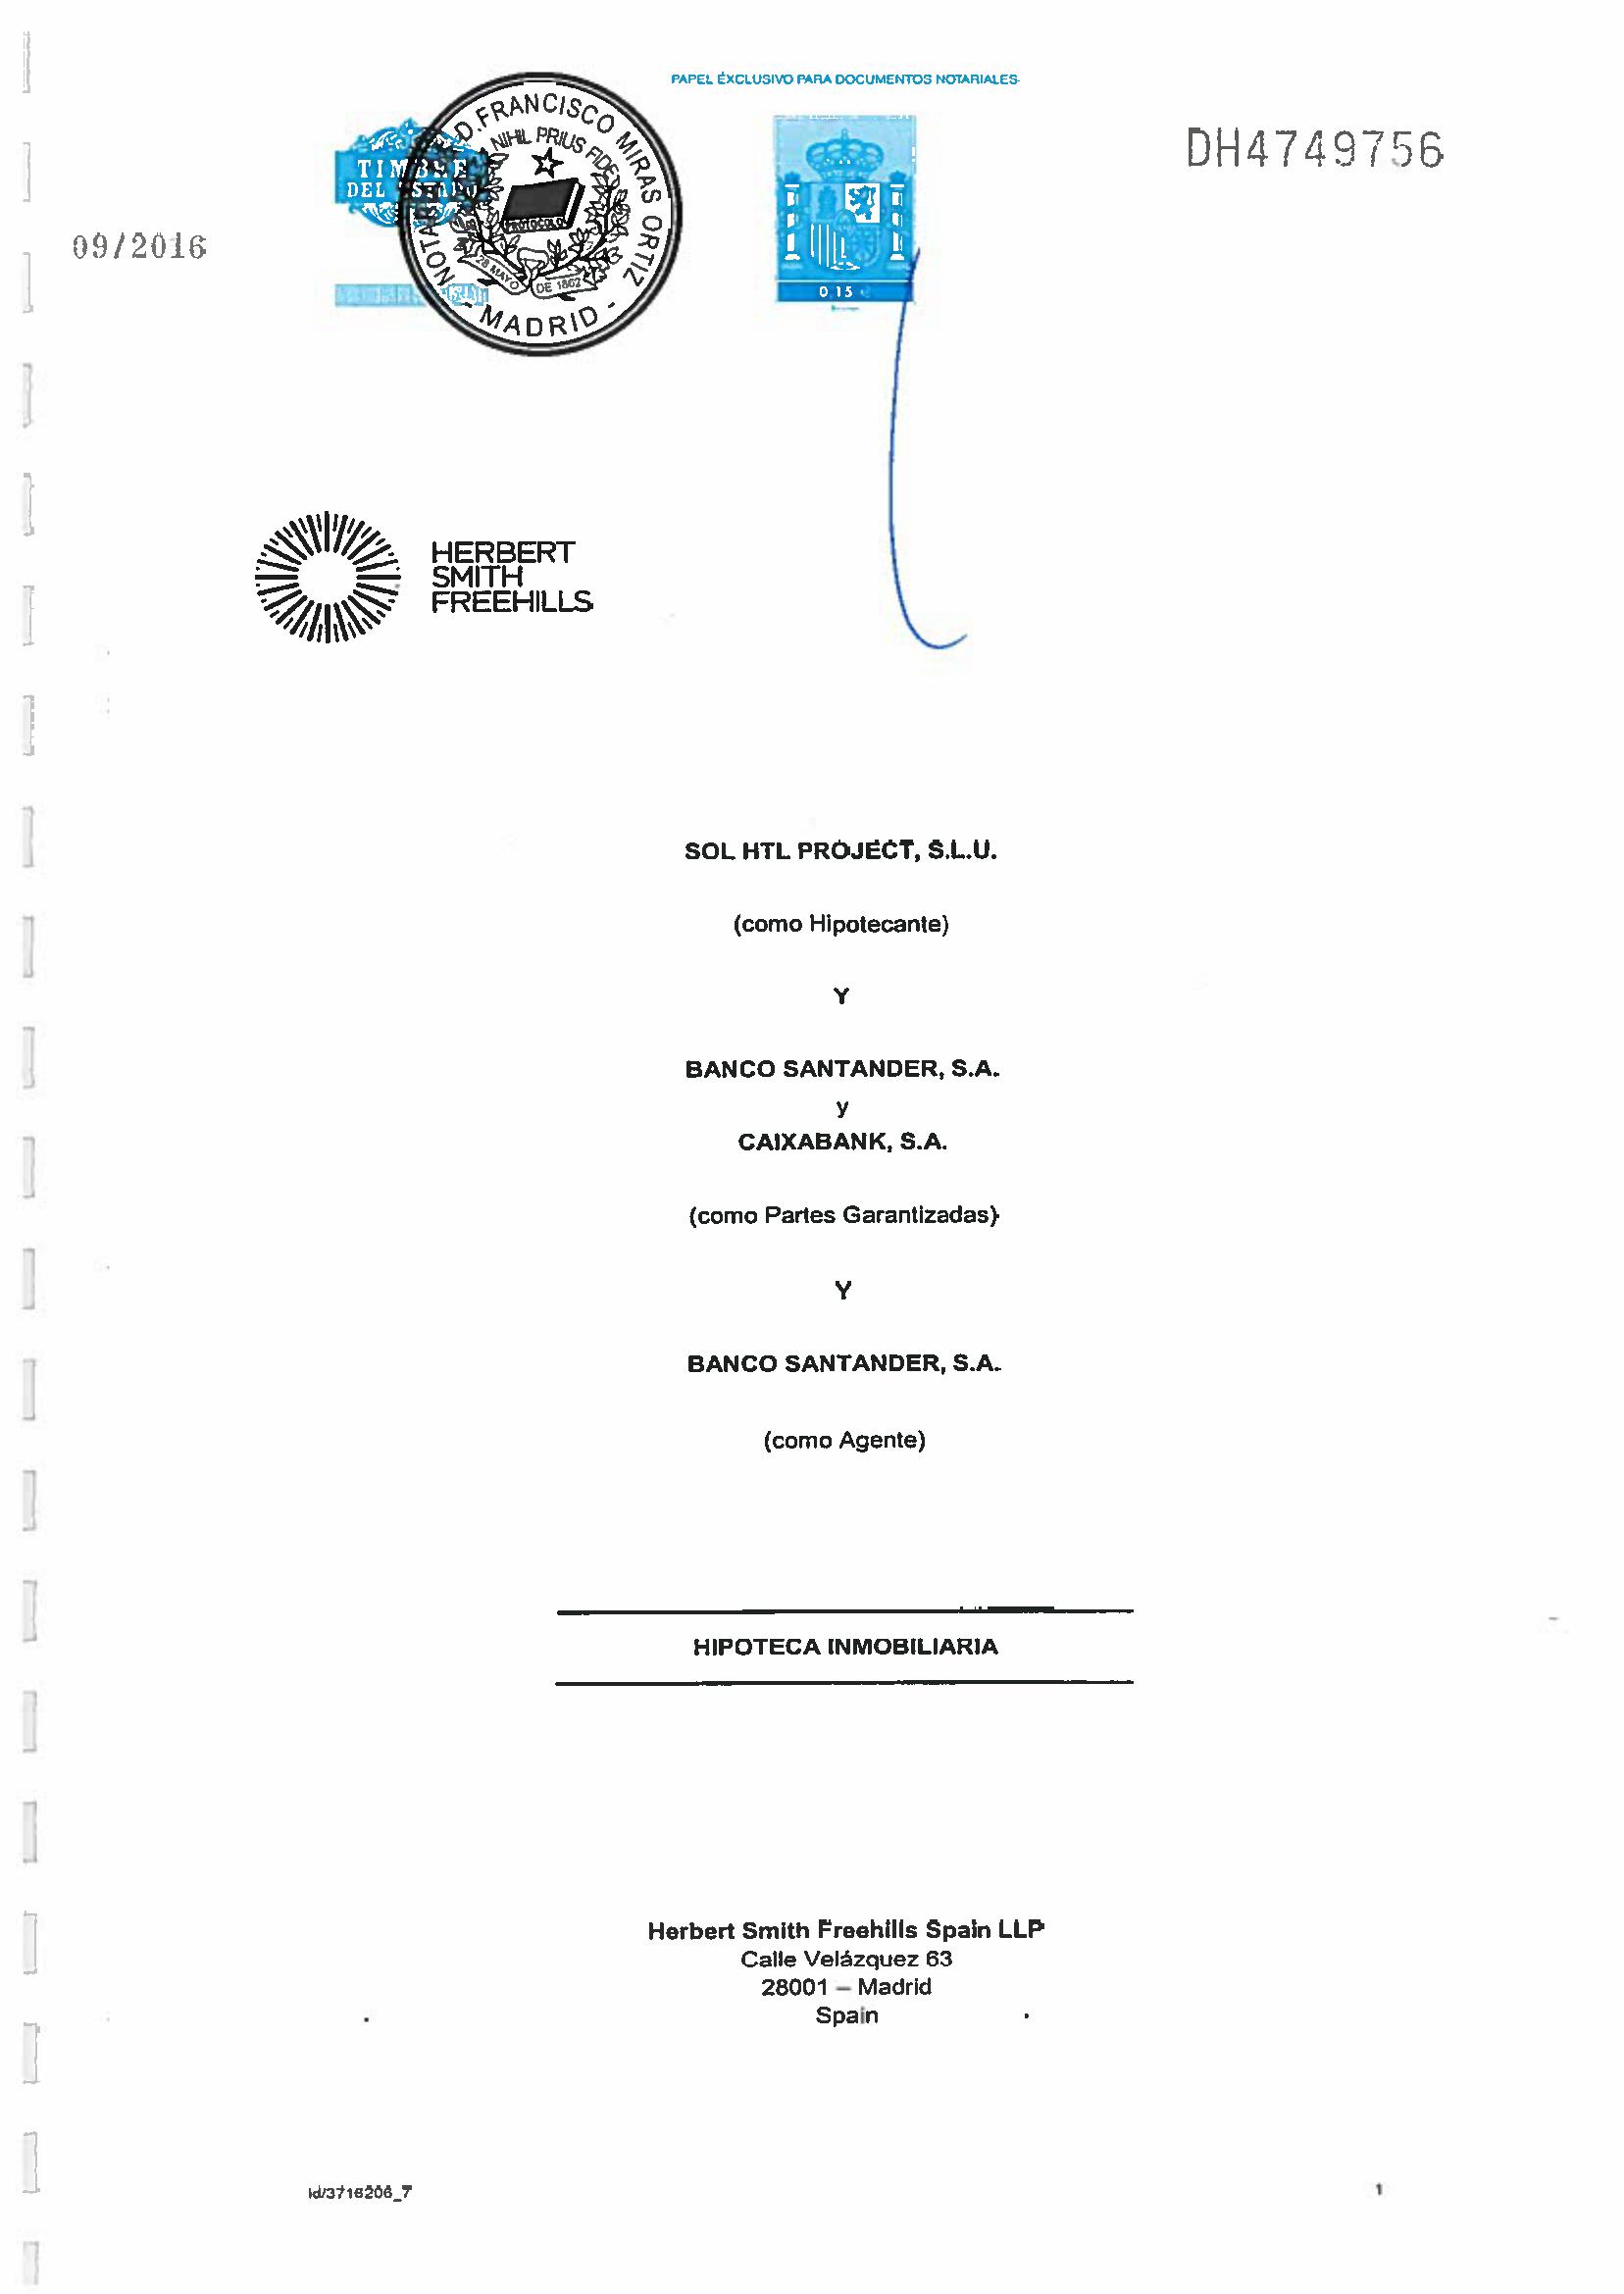 PAPEL EXCLUSIVO PARA DOCUMENTOS NOTARIALES
DH4749756
TIMBRE
DEL ESTADO
NOTARIO D. FRANCISCO MIRAS ORTIZ
NIHIL PRIUS FIDE
PROTOCOLO
28 MAYO DE 1862
- MADRID -
0,15 €
09/2016
HERBERT
SMITH
FREEHILLS
SOL HTL PROJECT, S.L.U.
(como Hipotecante)
Y
BANCO SANTANDER, S.A.
y
CAIXABANK, S.A.
(como Partes Garantizadas)
Y
BANCO SANTANDER, S.A.
(como Agente)
HIPOTECA INMOBILIARIA
Herbert Smith Freehills Spain LLP
Calle Velázquez 63
28001 – Madrid
Spain
id/3716206_7
1